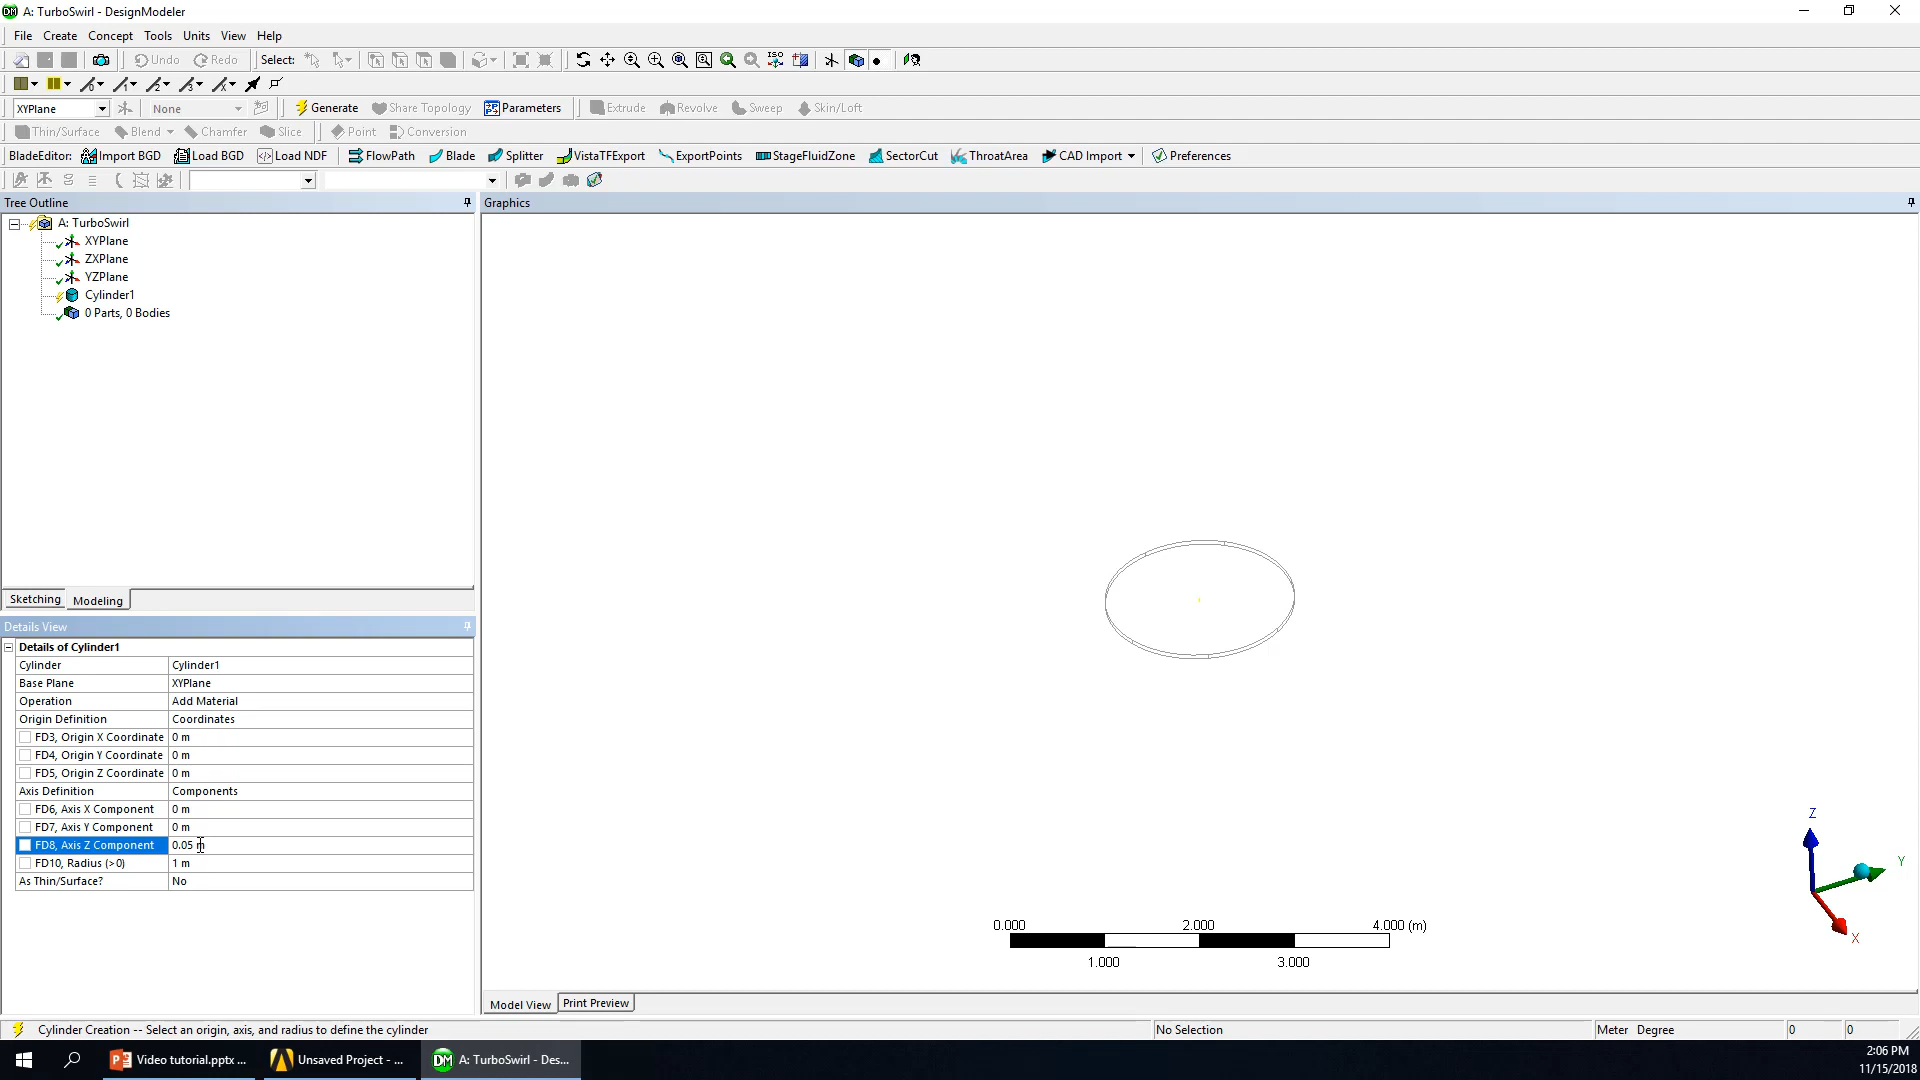 A: TurboSwirl - DesignModeler
File Create Concept Tools Units View Help
Undo Redo Select: ISO
XYPlane None Generate Share Topology Parameters Extrude Revolve Sweep Skin/Loft
Thin/Surface Blend Chamfer Slice Point Conversion
BladeEditor: Import BGD Load BGD Load NDF FlowPath Blade Splitter VistaTFExport ExportPoints StageFluidZone SectorCut ThroatArea CAD Import Preferences
Tree Outline
Graphics
A: TurboSwirl
XYPlane
ZXPlane
YZPlane
Cylinder1
0 Parts, 0 Bodies
Sketching Modeling
Details View
Details of Cylinder1
Cylinder Cylinder1
Base Plane XYPlane
Operation Add Material
Origin Definition Coordinates
FD3, Origin X Coordinate 0 m
FD4, Origin Y Coordinate 0 m
FD5, Origin Z Coordinate 0 m
Axis Definition Components
FD6, Axis X Component 0 m
FD7, Axis Y Component 0 m
FD8, Axis Z Component 0.05 m
FD10, Radius (>0) 1 m
As Thin/Surface? No
Z
Y
X
0.000 2.000 4.000 (m)
1.000 3.000
Model View Print Preview
Cylinder Creation -- Select an origin, axis, and radius to define the cylinder
No Selection
Meter Degree 0 0
Video tutorial.pptx ...
Unsaved Project - ...
DM A: TurboSwirl - Des...
2:06 PM
11/15/2018